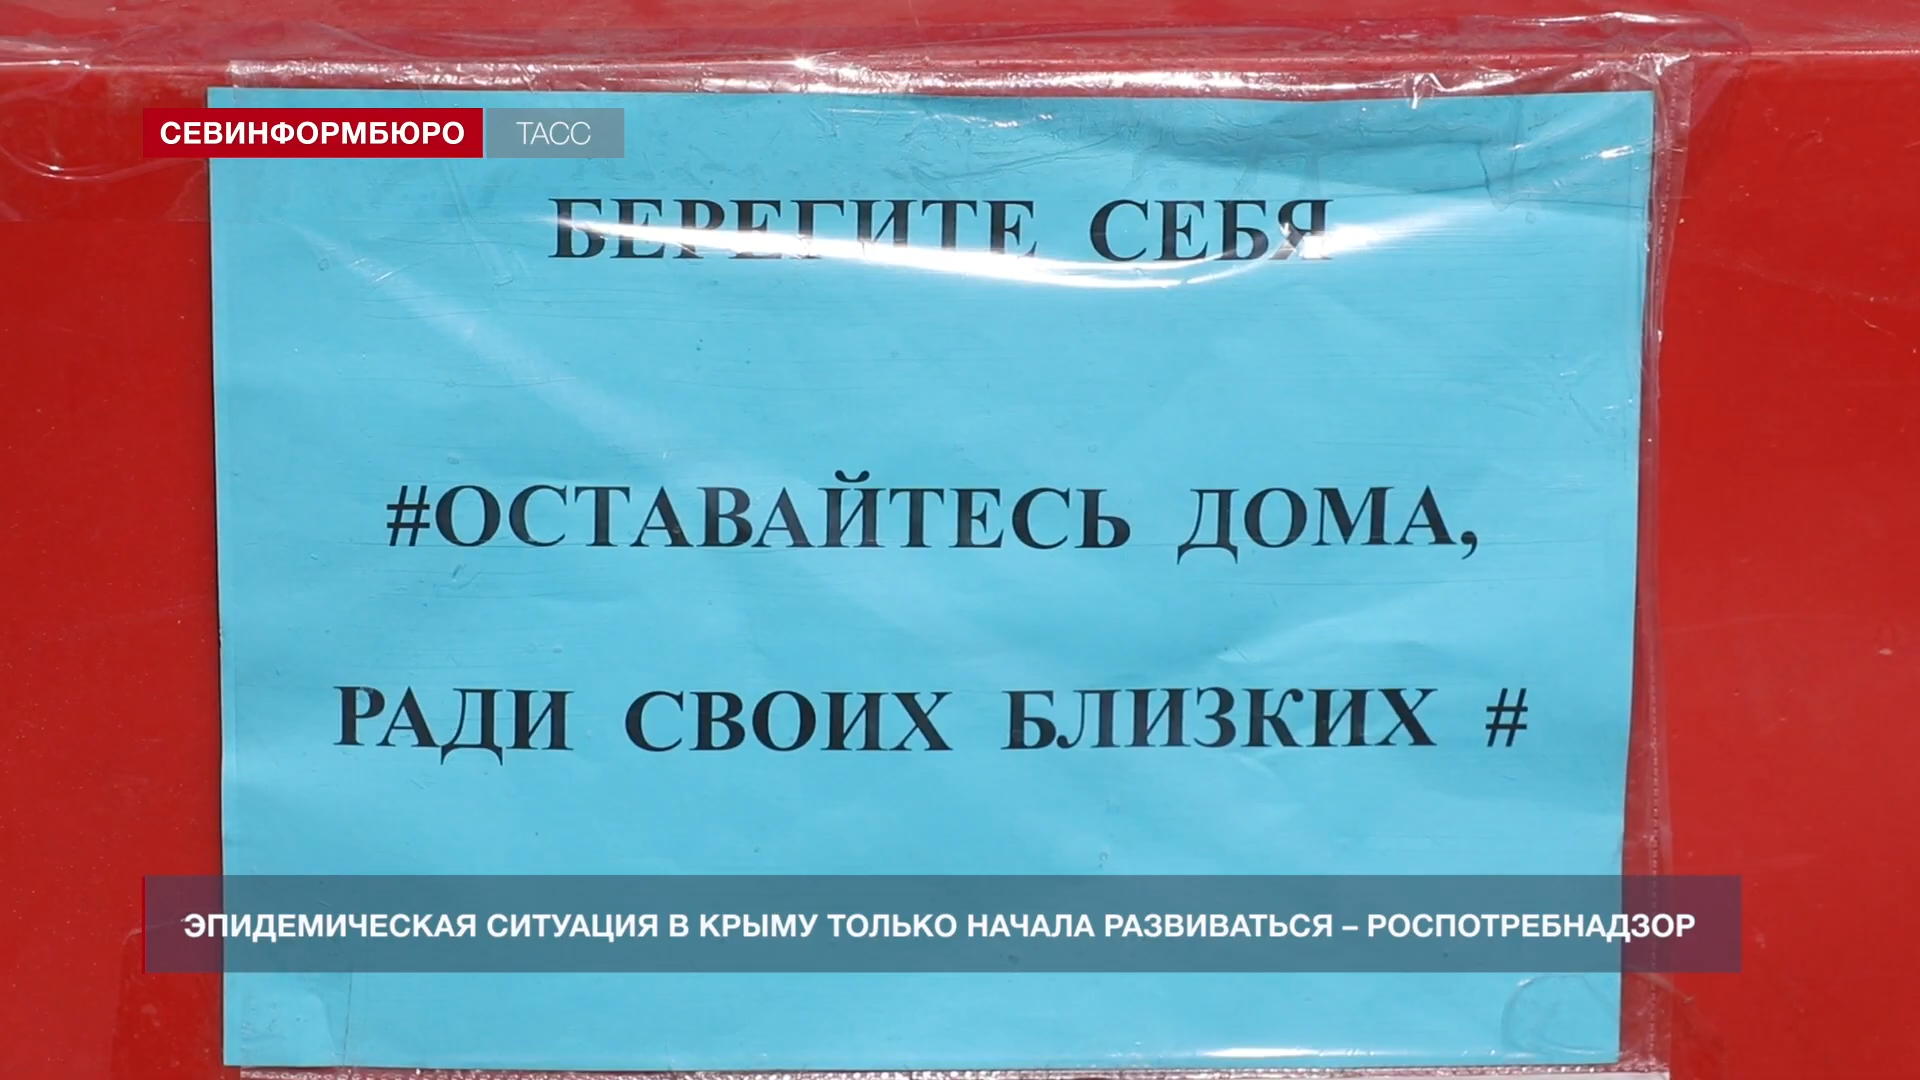 СЕВИНФОРМБЮРО ТАСС
БЕРЕГИТЕ СЕБЯ
#ОСТАВАЙТЕСЬ ДОМА,
РАДИ СВОИХ БЛИЗКИХ #
ЭПИДЕМИЧЕСКАЯ СИТУАЦИЯ В КРЫМУ ТОЛЬКО НАЧАЛА РАЗВИВАТЬСЯ – РОСПОТРЕБНАДЗОР